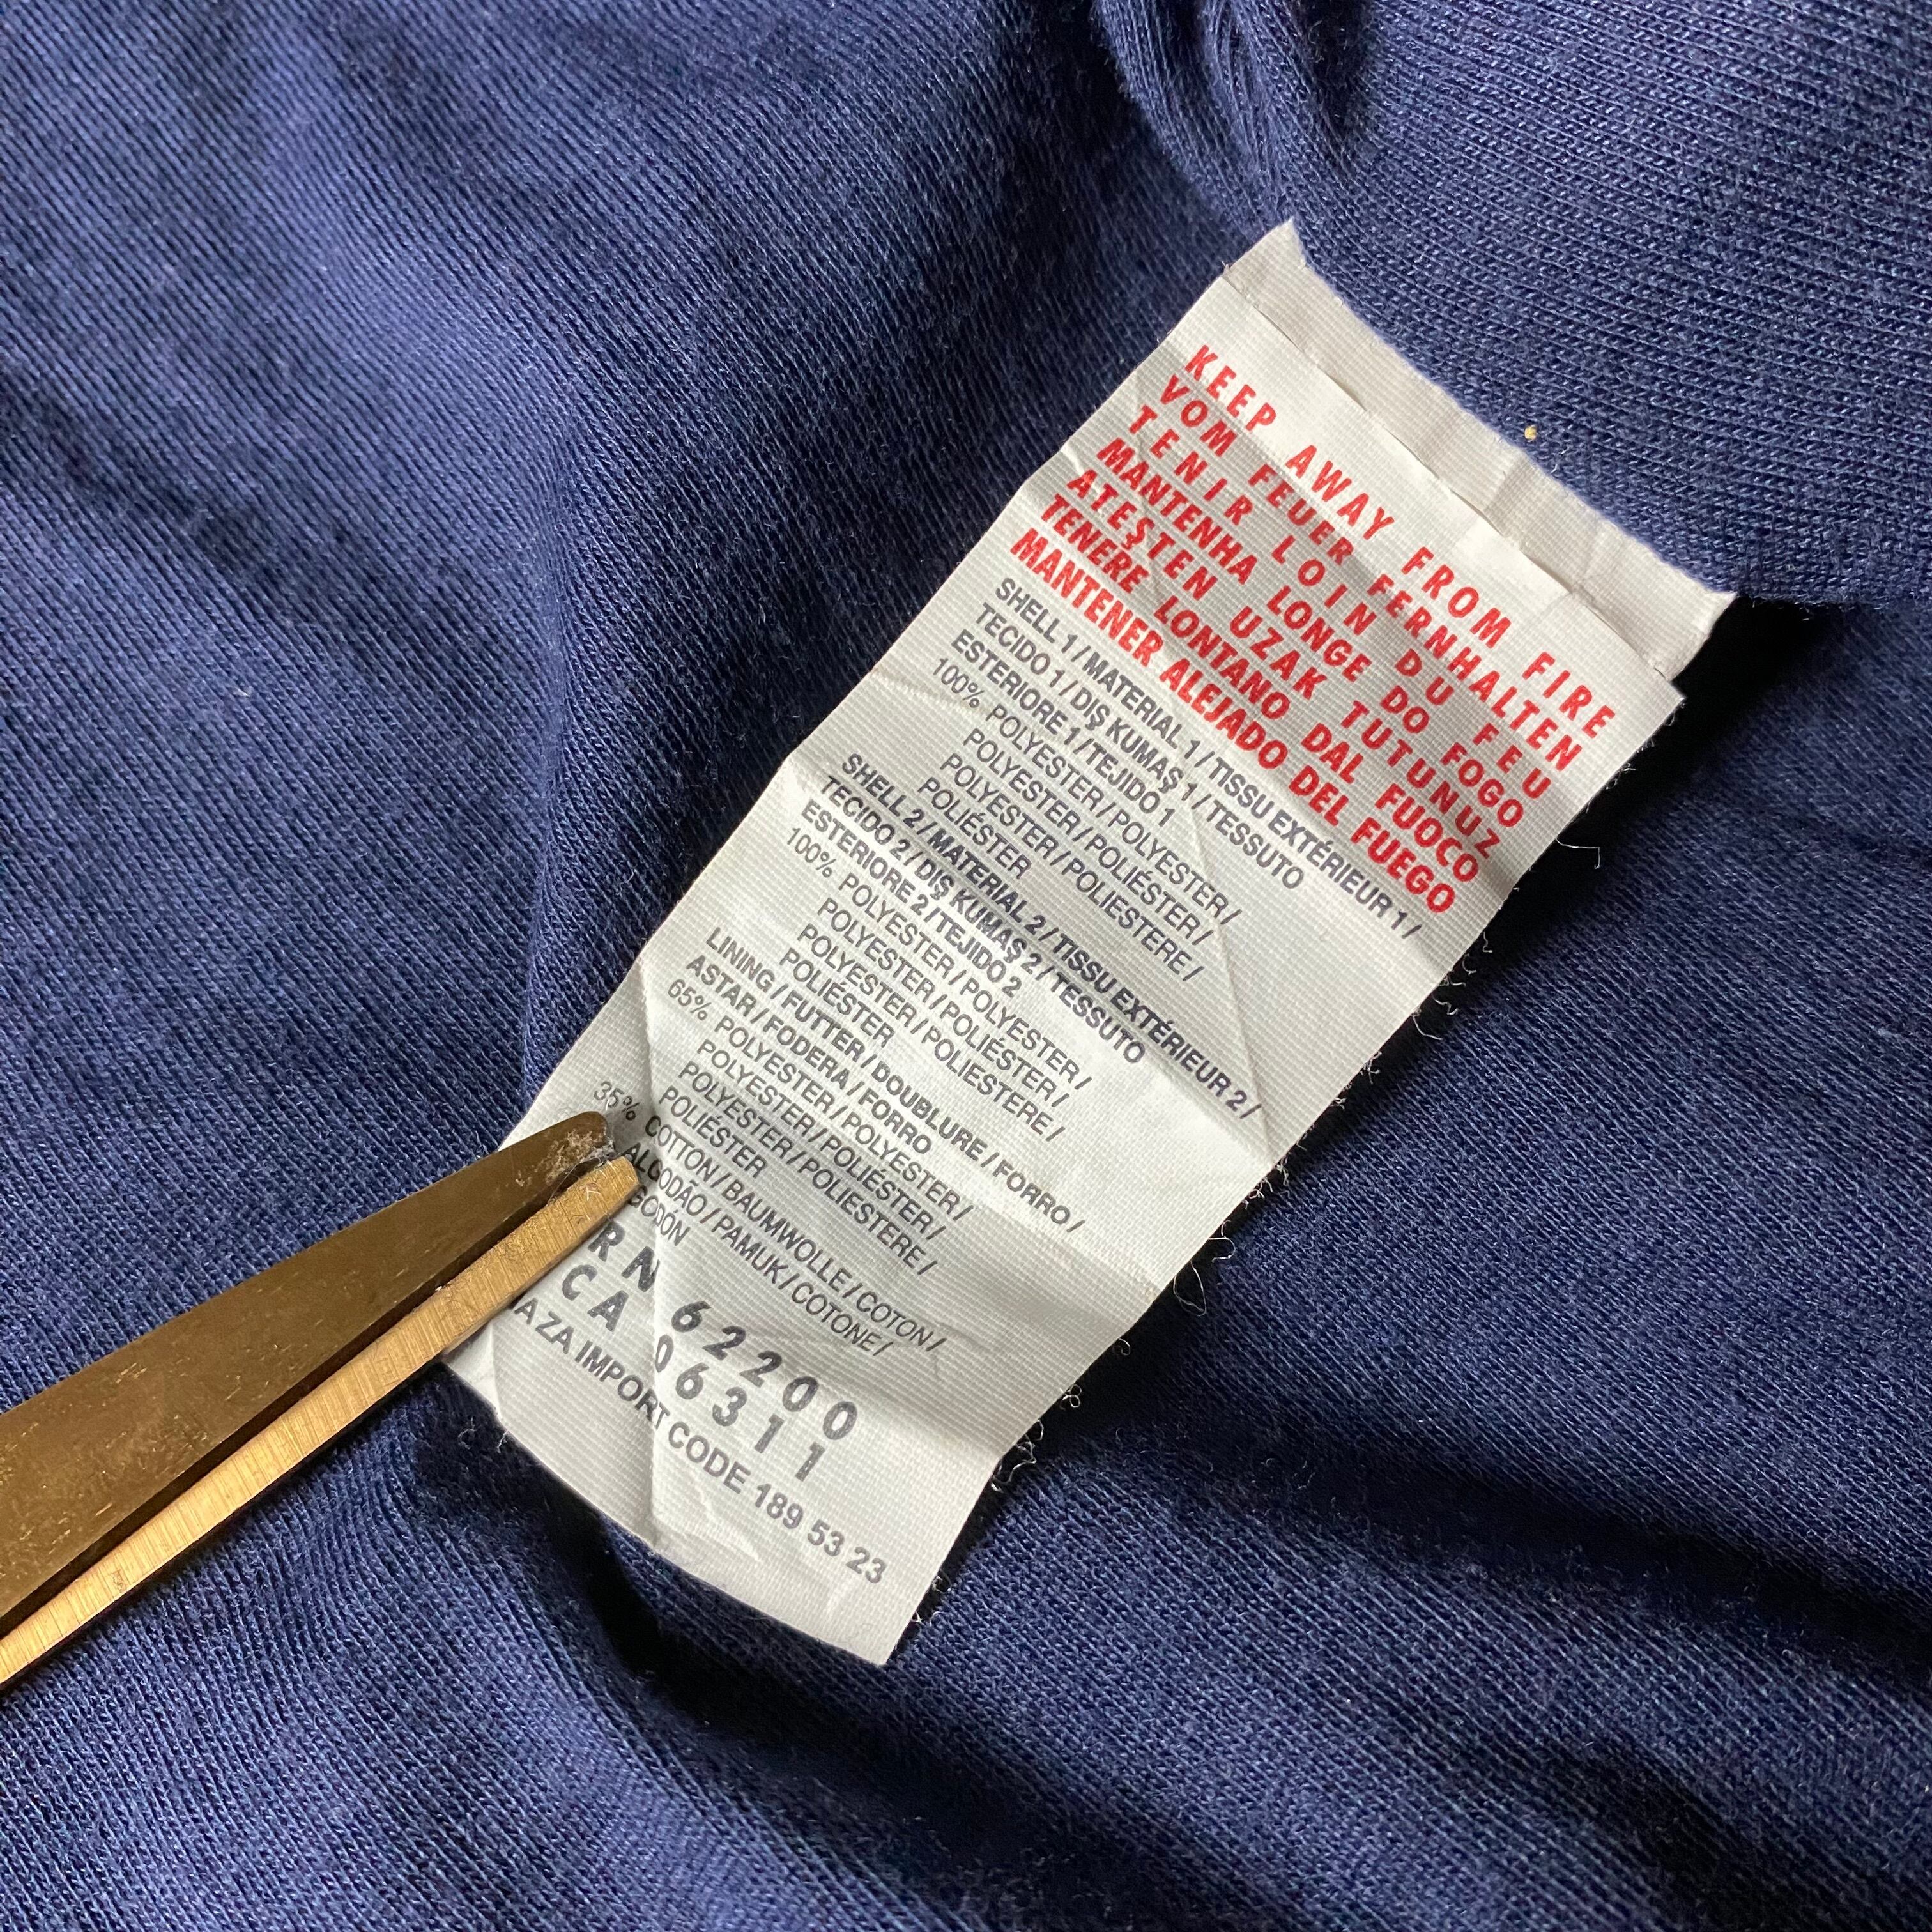 KEEP AWAY FROM FIRE
VOM FEUER FERNHALTEN
TENIR LOIN DU FEU
MANTENHA LONGE DO FOGO
ATEŞTEN UZAK TUTUNUZ
TENERE LONTANO DAL FUOCO
MANTENER ALEJADO DEL FUEGO
SHELL 1 / MATERIAL 1 / TISSU EXTÉRIEUR 1 /
TECIDO 1 / DIŞ KUMAŞ 1 / TESSUTO
ESTERIORE 1 / TEJIDO 1
100% POLYESTER / POLYESTER /
POLYESTER / POLIÉSTER /
POLYESTER / POLIESTERE /
POLIÉSTER
SHELL 2 / MATERIAL 2 / TISSU EXTÉRIEUR 2 /
TECIDO 2 / DIŞ KUMAŞ 2 / TESSUTO
ESTERIORE 2 / TEJIDO 2
100% POLYESTER / POLYESTER /
POLYESTER / POLIÉSTER /
POLYESTER / POLIESTERE /
POLIÉSTER
LINING / FUTTER / DOUBLURE / FORRO /
ASTAR / FODERA / FORRO
65% POLYESTER / POLYESTER /
POLYESTER / POLIÉSTER /
POLYESTER / POLIESTERE /
POLIÉSTER
35% COTTON / BAUMWOLLE / COTON /
ALGODÃO / PAMUK / COTONE /
RN 62200
CA 06311
ZA IMPORT CODE 189 53 23